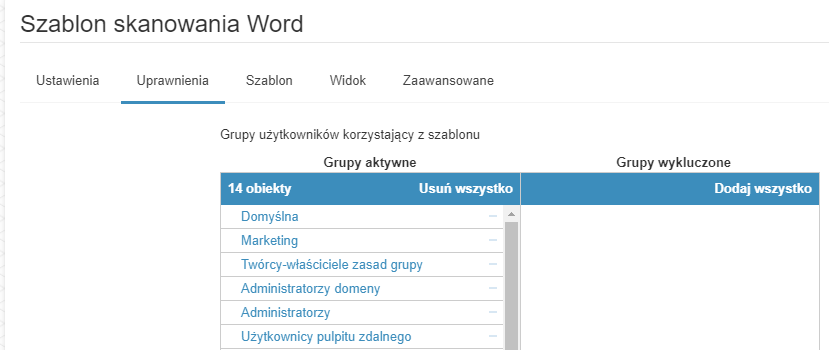 Szablon skanowania Word
Ustawienia Uprawnienia Szablon Widok Zaawansowane
Grupy użytkowników korzystający z szablonu
Grupy aktywne Grupy wykluczone
14 obiekty Usuń wszystko Dodaj wszystko
Domyślna
Marketing
Twórcy-właściciele zasad grupy
Administratorzy domeny
Administratorzy
Użytkownicy pulpitu zdalnego